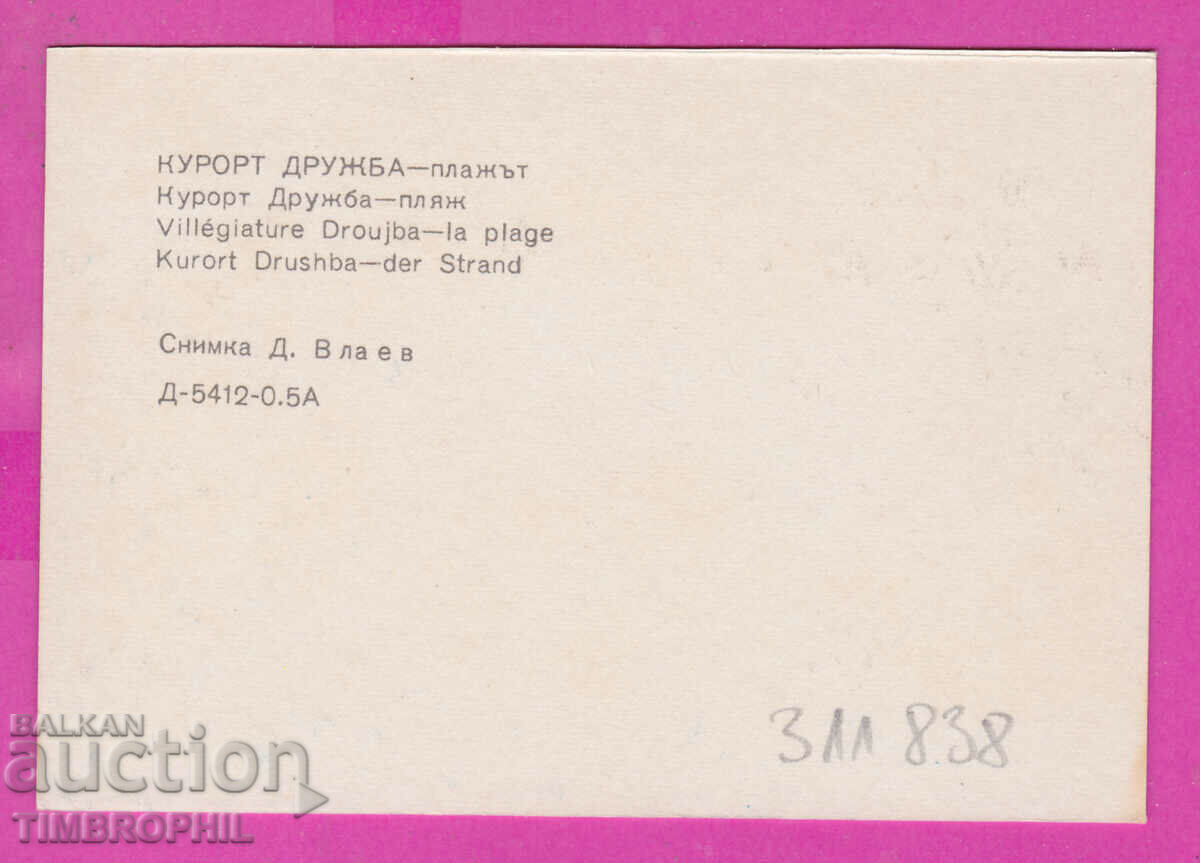 КУРОРТ ДРУЖБА—плажът
Курорт Дружба—пляж
Villégiature Droujba—la plage
Kurort Drushba—der Strand
Снимка Д. Влаев
Д-5412-0.5А
311 838
BALKAN
auction
TIMBROPHIL